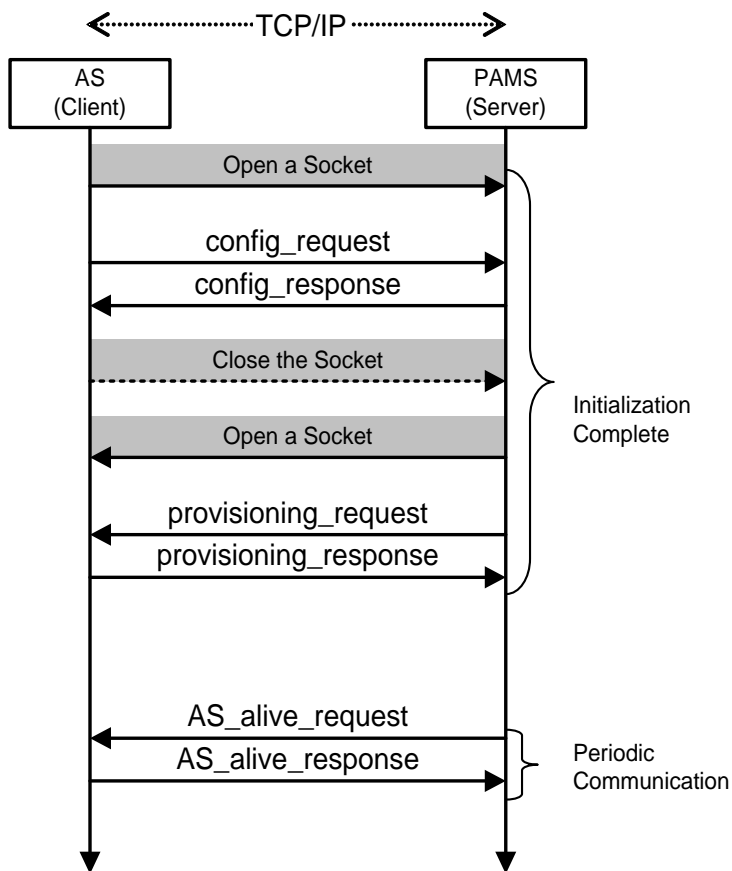 TCP/IP
AS
(Client)
PAMS
(Server)
Open a Socket
config_request
config_response
Close the Socket
Open a Socket
Initialization
Complete
provisioning_request
provisioning_response
AS_alive_request
AS_alive_response
Periodic
Communication